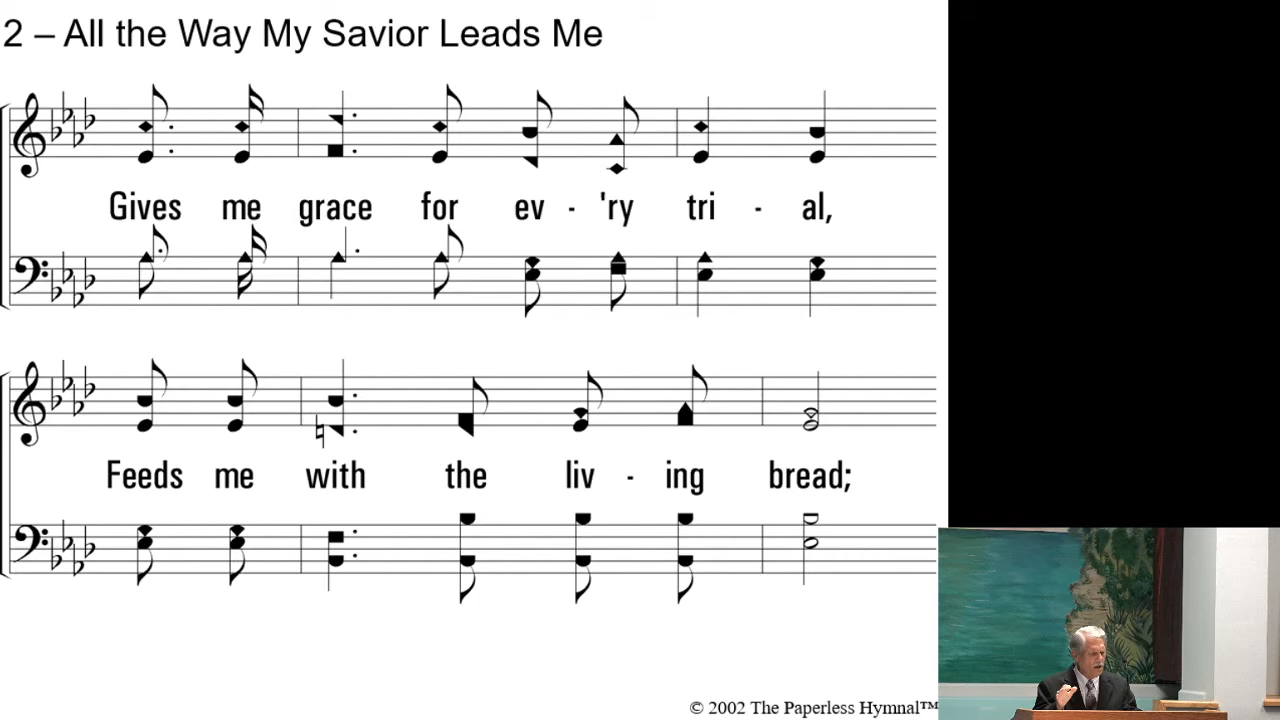 2 – All the Way My Savior Leads Me
Gives me grace for ev - 'ry tri - al,
Feeds me with the liv - ing bread;
© 2002 The Paperless Hymnal™